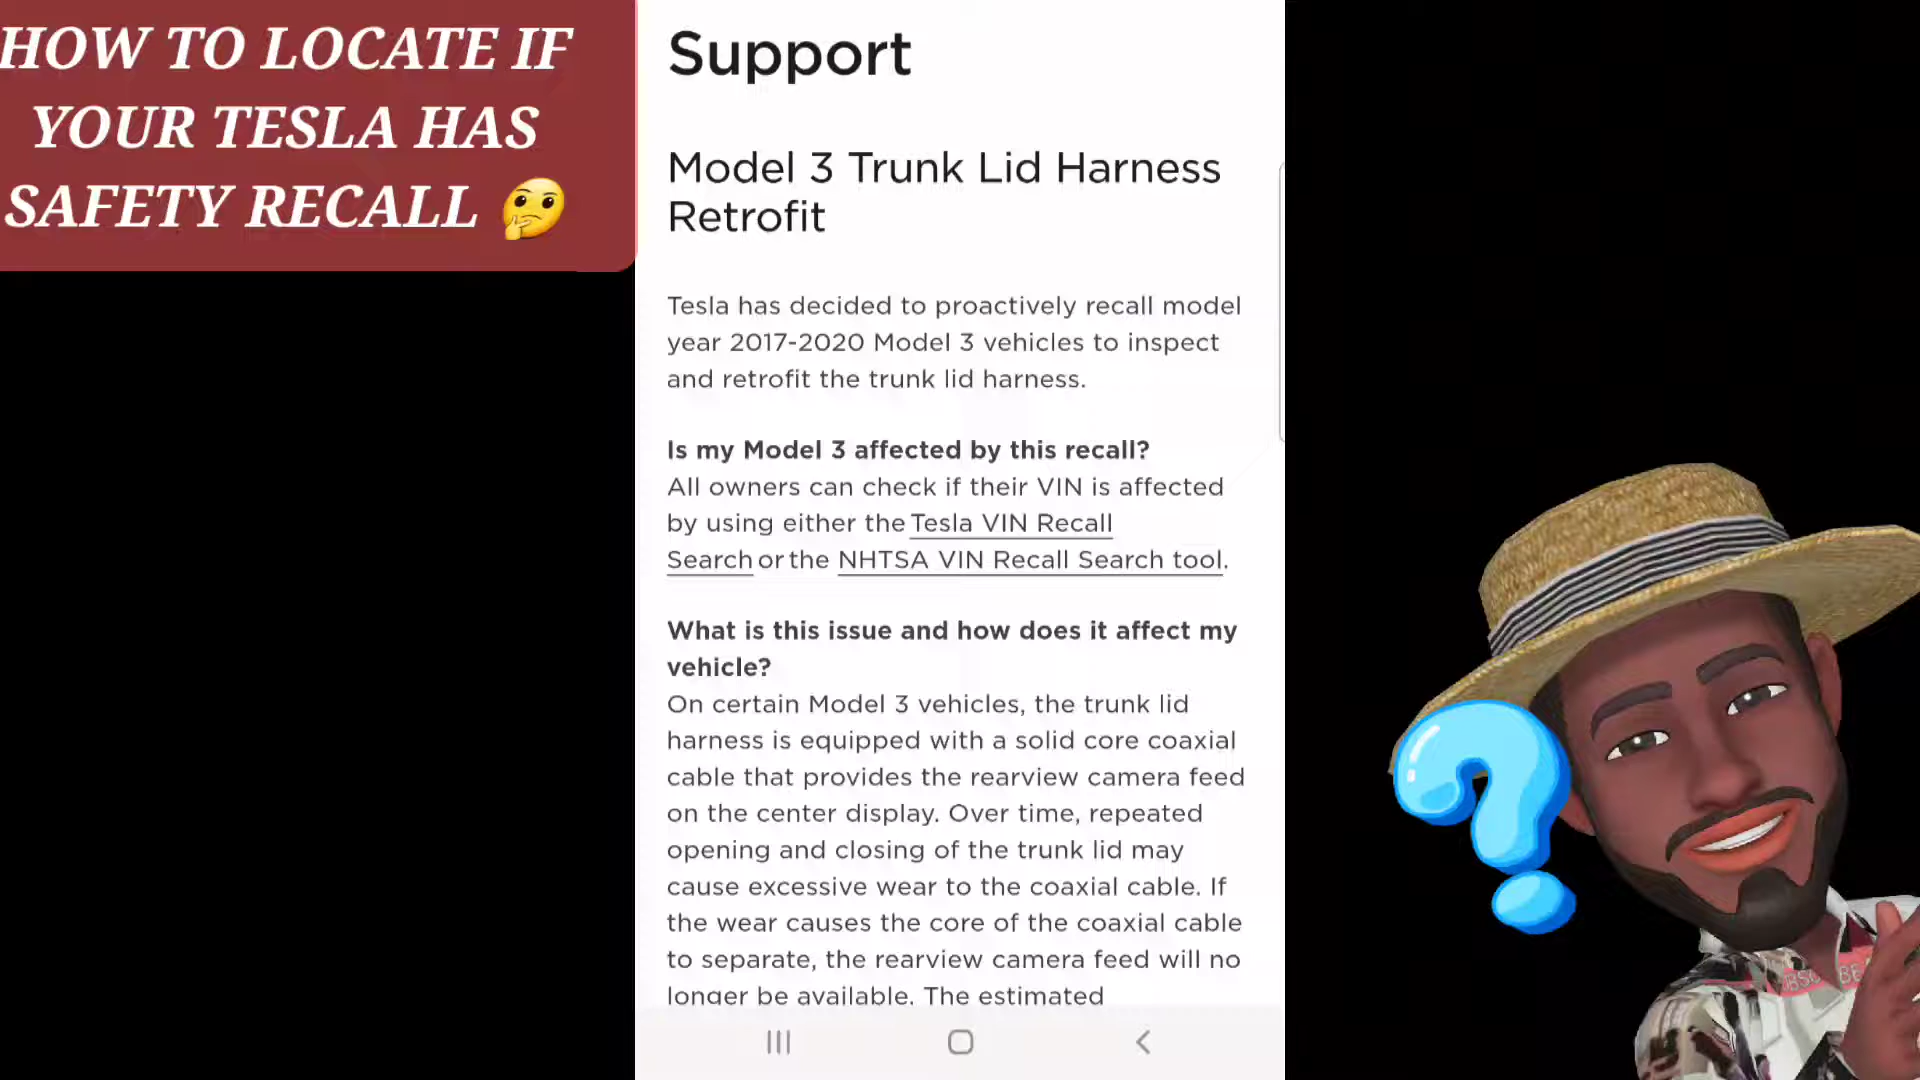 HOW TO LOCATE IF
YOUR TESLA HAS
SAFETY RECALL 🤔
Support
Model 3 Trunk Lid Harness
Retrofit
Tesla has decided to proactively recall model
year 2017-2020 Model 3 vehicles to inspect
and retrofit the trunk lid harness.
Is my Model 3 affected by this recall?
All owners can check if their VIN is affected
by using either the Tesla VIN Recall
Search or the NHTSA VIN Recall Search tool.
What is this issue and how does it affect my
vehicle?
On certain Model 3 vehicles, the trunk lid
harness is equipped with a solid core coaxial
cable that provides the rearview camera feed
on the center display. Over time, repeated
opening and closing of the trunk lid may
cause excessive wear to the coaxial cable. If
the wear causes the core of the coaxial cable
to separate, the rearview camera feed will no
longer be available. The estimated